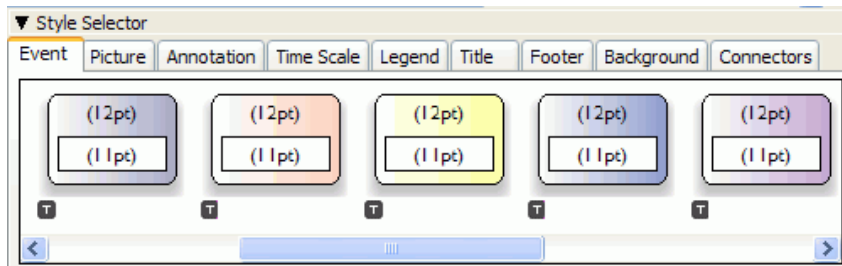 ▼ Style Selector
Event Picture Annotation Time Scale Legend Title Footer Background Connectors
(12pt) (12pt) (12pt) (12pt) (12pt)
(11pt) (11pt) (11pt) (11pt) (11pt)
T T T T T